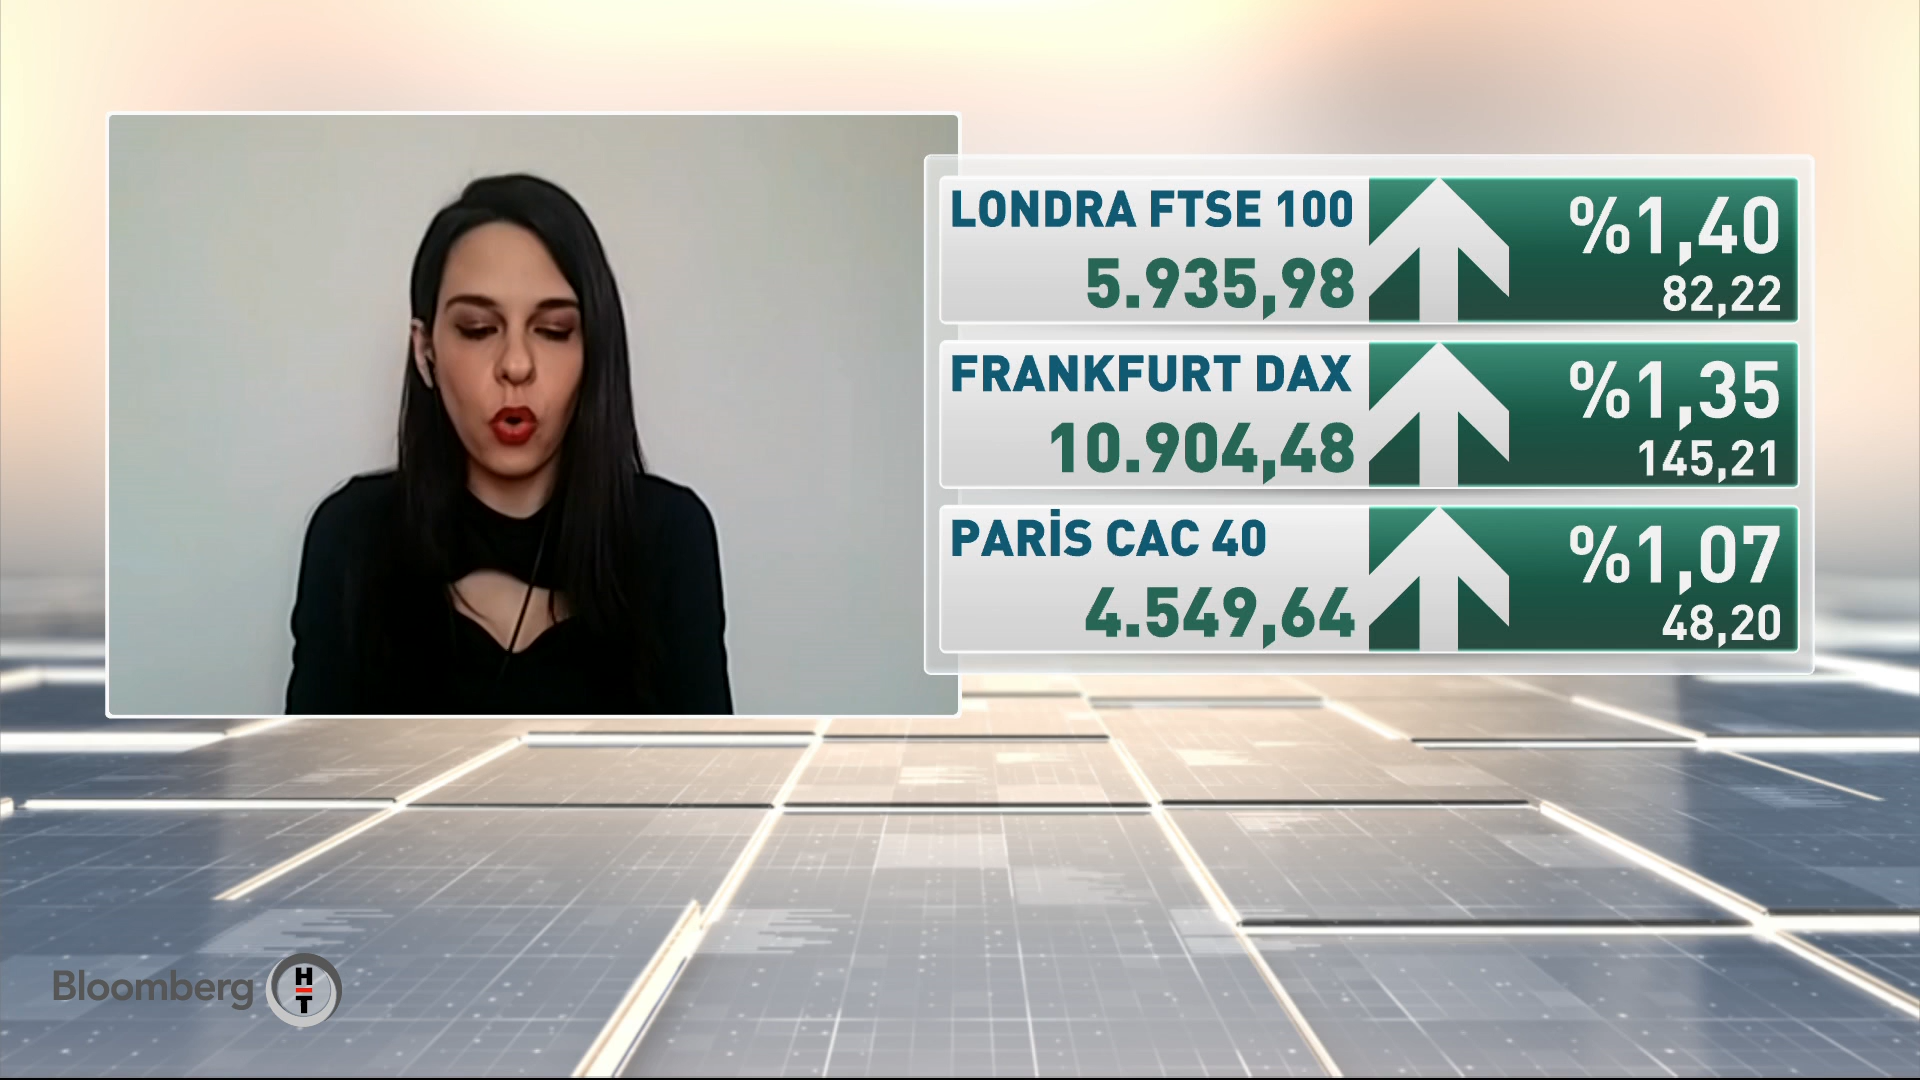 LONDRA FTSE 100
5.935,98
%1,40
82,22
FRANKFURT DAX
10.904,48
%1,35
145,21
PARİS CAC 40
4.549,64
%1,07
48,20
Bloomberg HT